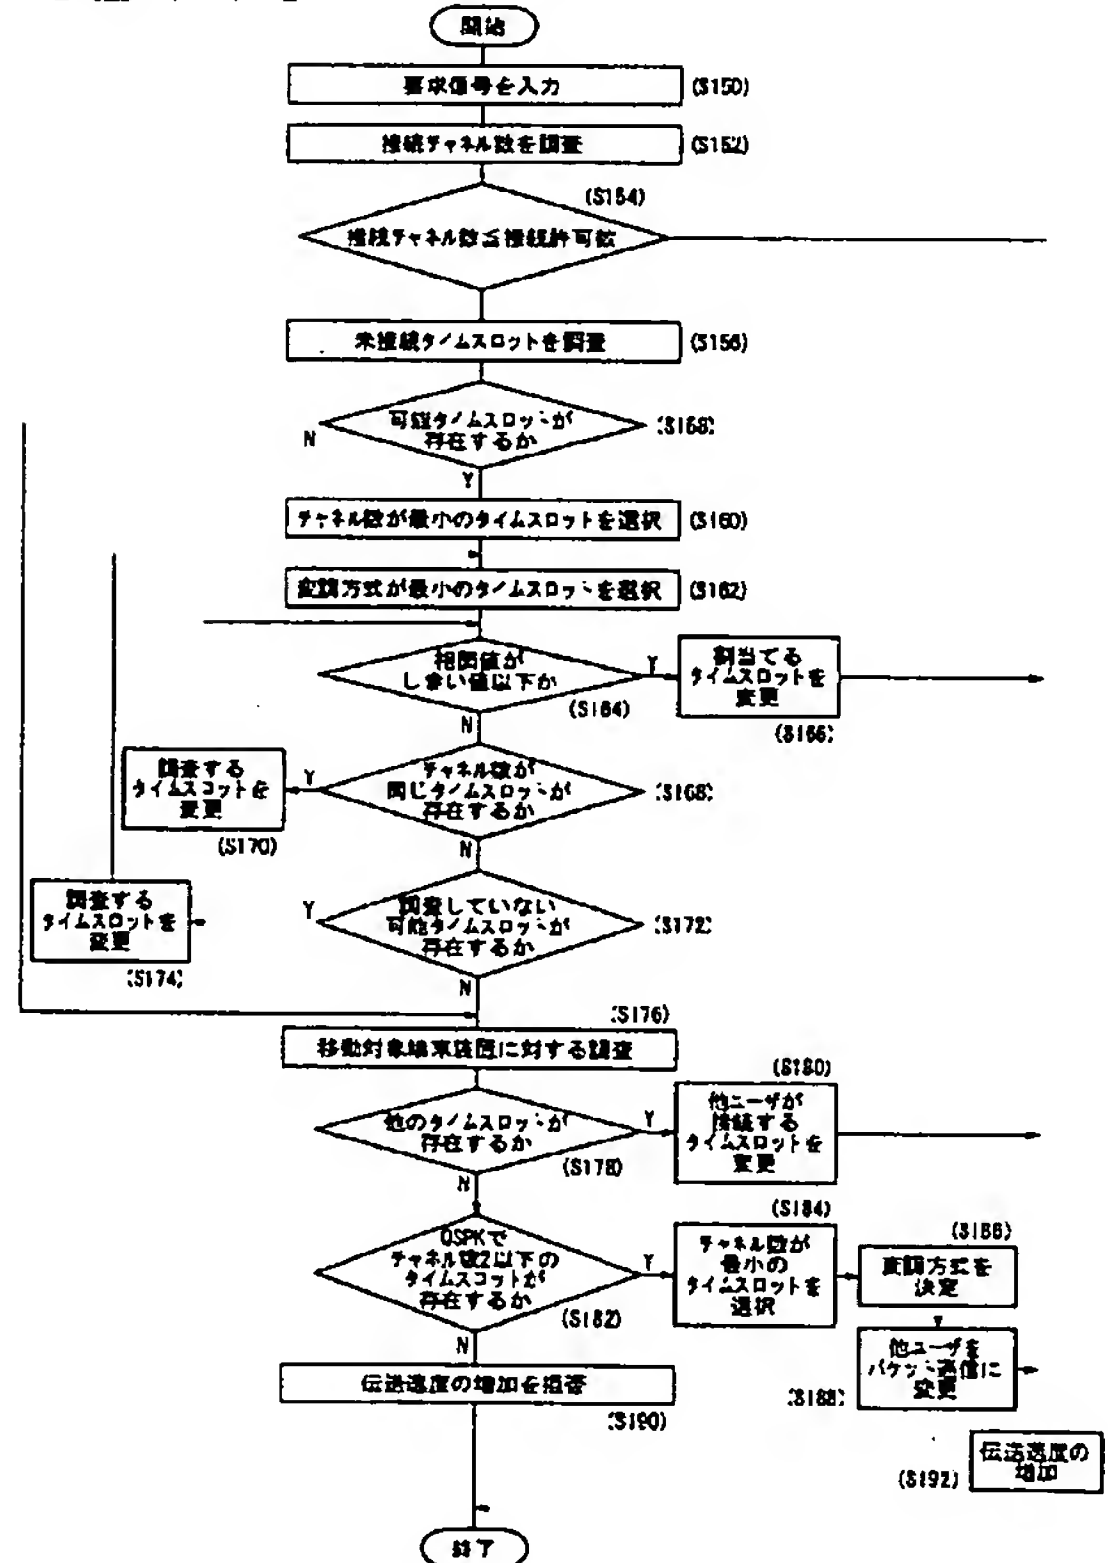 開始
要求信号を入力
(S150)
接続チャネル数を調査
(S152)
(S154)
接続チャネル数≦接続許可数
未接続タイムスロットを調査
(S156)
可能タイムスロットが
存在するか
(S158)
N
Y
チャネル数が最小のタイムスロットを選択
(S160)
変調方式が最小のタイムスロットを選択
(S162)
相関値が
しきい値以下か
(S164)
Y
N
割当てる
タイムスロットを
変更
(S166)
チャネル数が
同じタイムスロットが
存在するか
(S168)
Y
N
調査する
タイムスロットを
変更
(S170)
調査していない
可能タイムスロットが
存在するか
(S172)
Y
N
調査する
タイムスロットを
変更
(S174)
(S176)
移動対象端末装置に対する調査
他のタイムスロットが
存在するか
(S178)
Y
N
(S180)
他ユーザが
接続する
タイムスロットを
変更
QSPKで
チャネル数2以下の
タイムスロットが
存在するか
(S182)
Y
N
(S184)
チャネル数が
最小の
タイムスロットを
選択
(S186)
変調方式を
決定
他ユーザを
パケット通信に
変更
(S188)
伝送速度の増加を拒否
(S190)
伝送速度の
増加
(S192)
終了